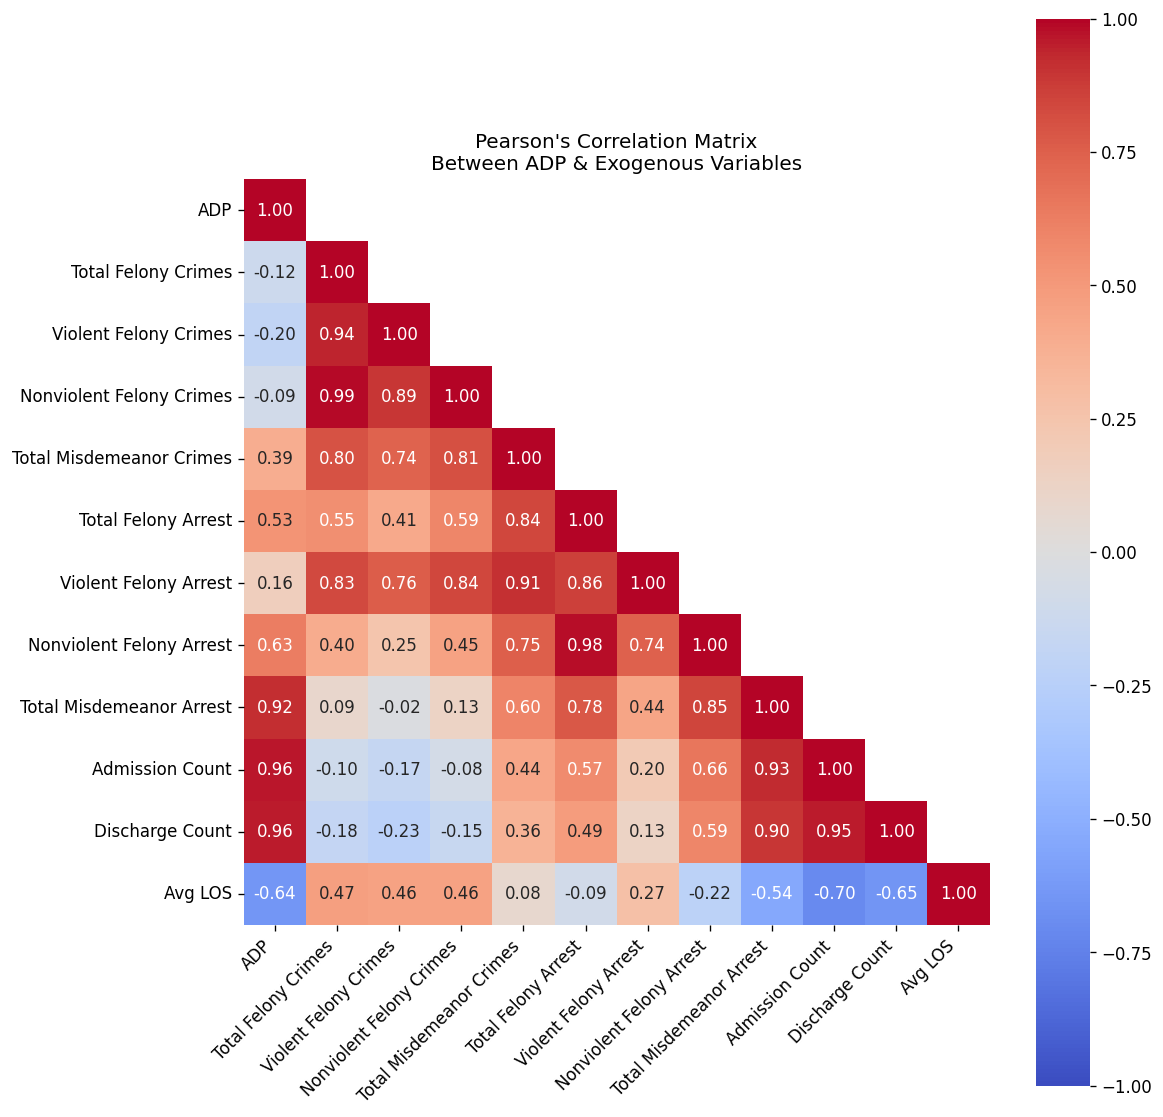 Pearson's Correlation Matrix
Between ADP & Exogenous Variables
ADP 1.00
Total Felony Crimes -0.12 1.00
Violent Felony Crimes -0.20 0.94 1.00
Nonviolent Felony Crimes -0.09 0.99 0.89 1.00
Total Misdemeanor Crimes 0.39 0.80 0.74 0.81 1.00
Total Felony Arrest 0.53 0.55 0.41 0.59 0.84 1.00
Violent Felony Arrest 0.16 0.83 0.76 0.84 0.91 0.86 1.00
Nonviolent Felony Arrest 0.63 0.40 0.25 0.45 0.75 0.98 0.74 1.00
Total Misdemeanor Arrest 0.92 0.09 -0.02 0.13 0.60 0.78 0.44 0.85 1.00
Admission Count 0.96 -0.10 -0.17 -0.08 0.44 0.57 0.20 0.66 0.93 1.00
Discharge Count 0.96 -0.18 -0.23 -0.15 0.36 0.49 0.13 0.59 0.90 0.95 1.00
Avg LOS -0.64 0.47 0.46 0.46 0.08 -0.09 0.27 -0.22 -0.54 -0.70 -0.65 1.00
ADP
Total Felony Crimes
Violent Felony Crimes
Nonviolent Felony Crimes
Total Misdemeanor Crimes
Total Felony Arrest
Violent Felony Arrest
Nonviolent Felony Arrest
Total Misdemeanor Arrest
Admission Count
Discharge Count
Avg LOS
1.00
0.75
0.50
0.25
0.00
−0.25
−0.50
−0.75
−1.00